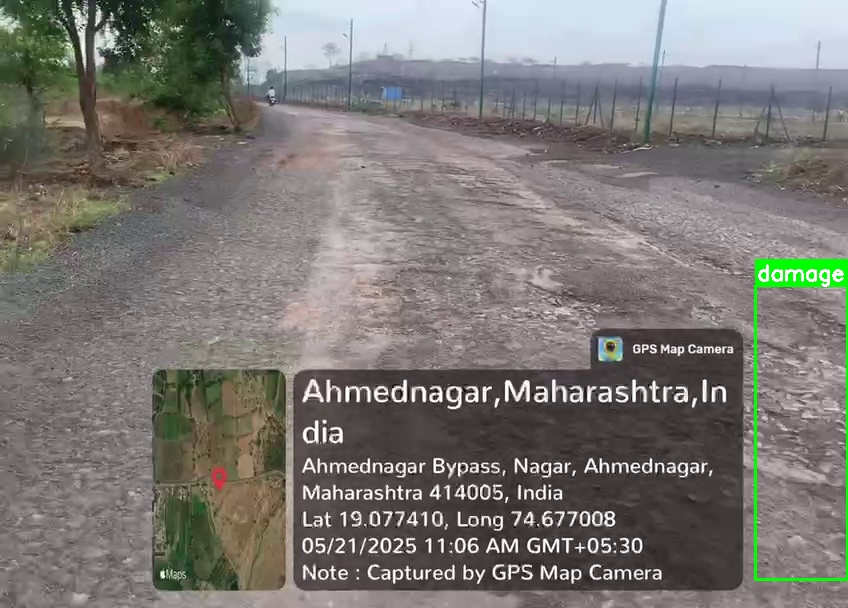 damage
GPS Map Camera
Ahmednagar,Maharashtra,In
dia
Ahmednagar Bypass, Nagar, Ahmednagar,
Maharashtra 414005, India
Lat 19.077410, Long 74.677008
05/21/2025 11:06 AM GMT+05:30
Note : Captured by GPS Map Camera
Maps